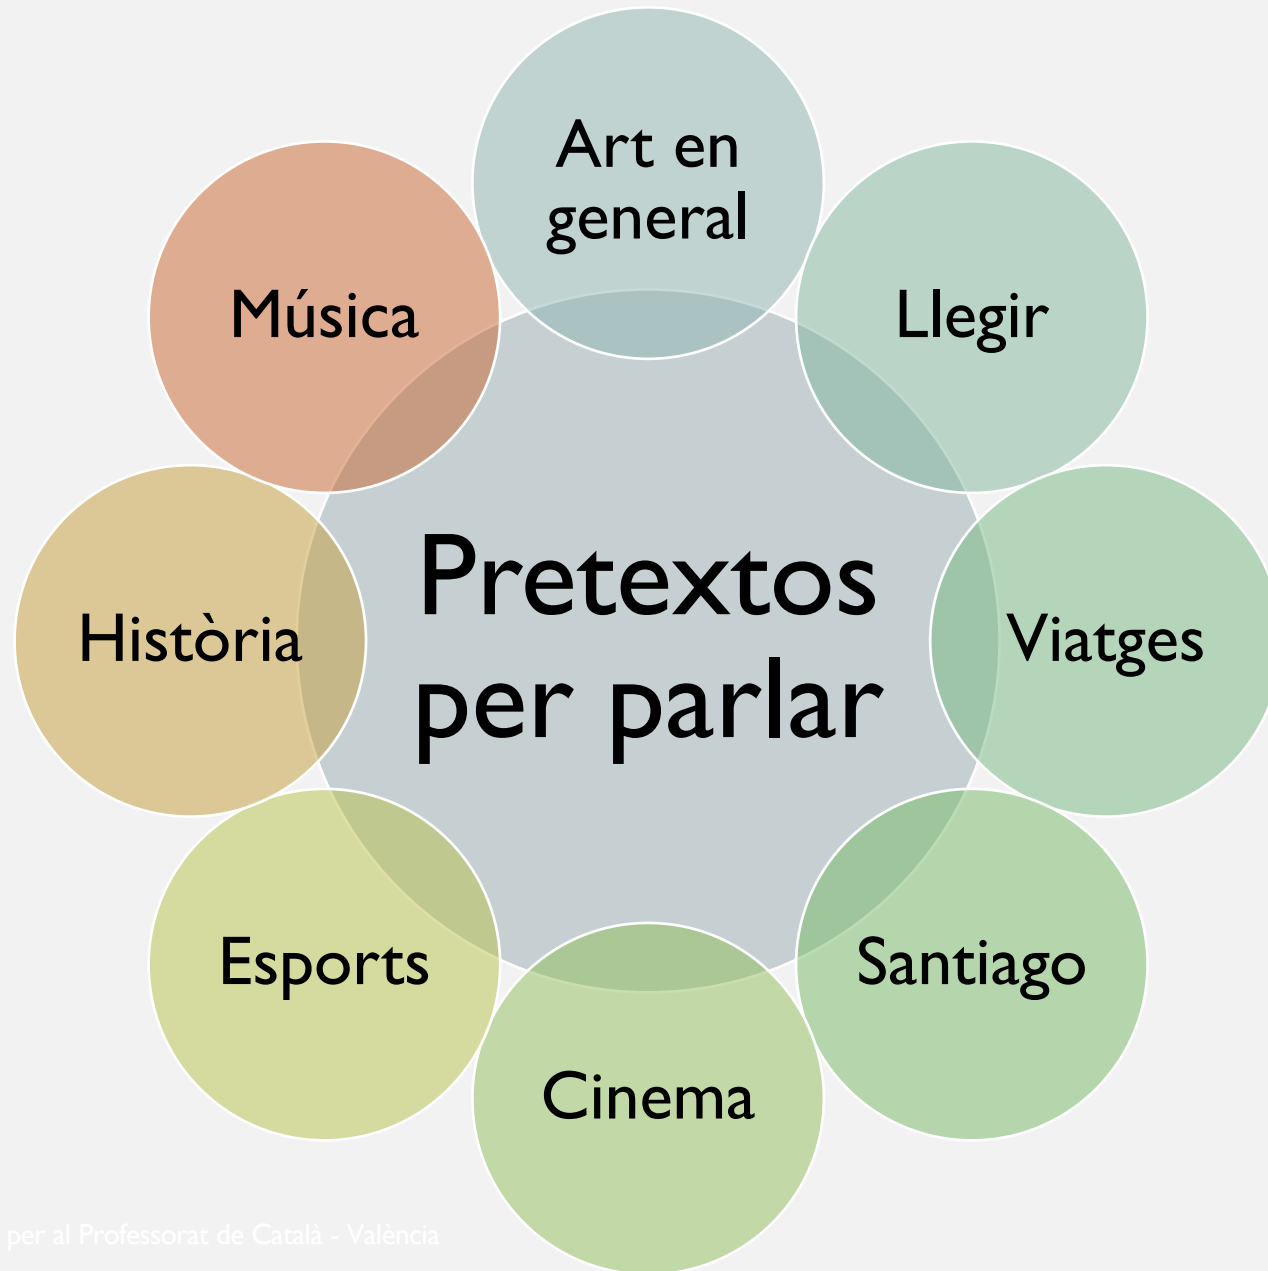 Art en
general
Música
Llegir
Pretextos
per parlar
Història
Viatges
Esports
Santiago
Cinema
per al Professorat de Català - València